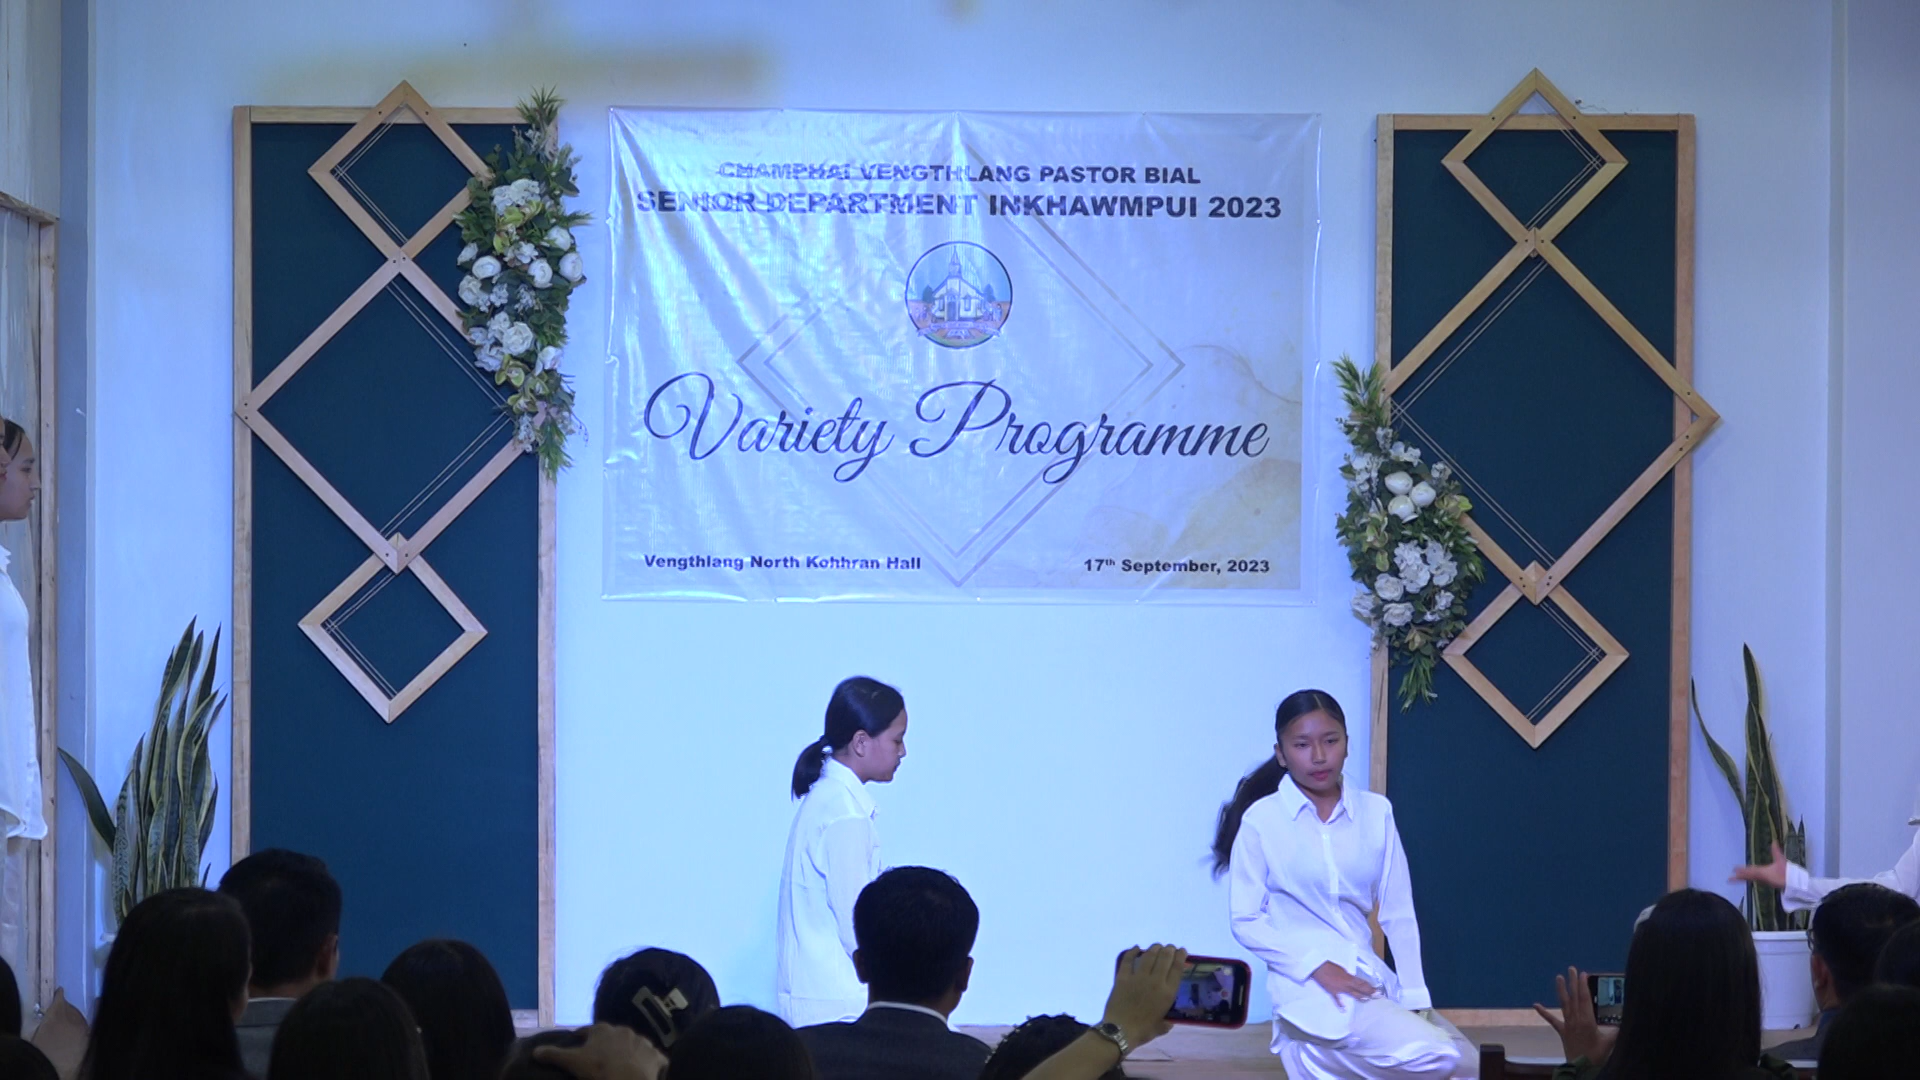 CHAMPHAI VENGTHLANG PASTOR BIAL
SENIOR DEPARTMENT INKHAWMPUI 2023
Variety Programme
Vengthlang North Kohhran Hall
17th September, 2023